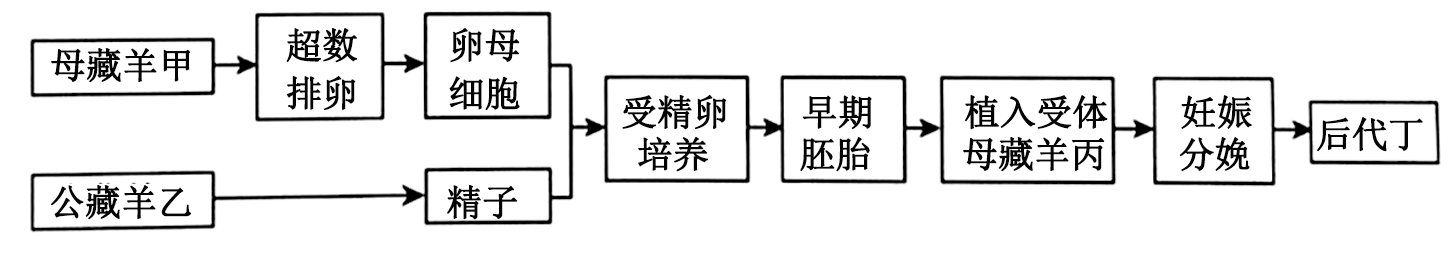 母藏羊甲
超数
排卵
卵母
细胞
公藏羊乙
精子
受精卵
培养
早期
胚胎
植入受体
母藏羊丙
妊娠
分娩
后代丁